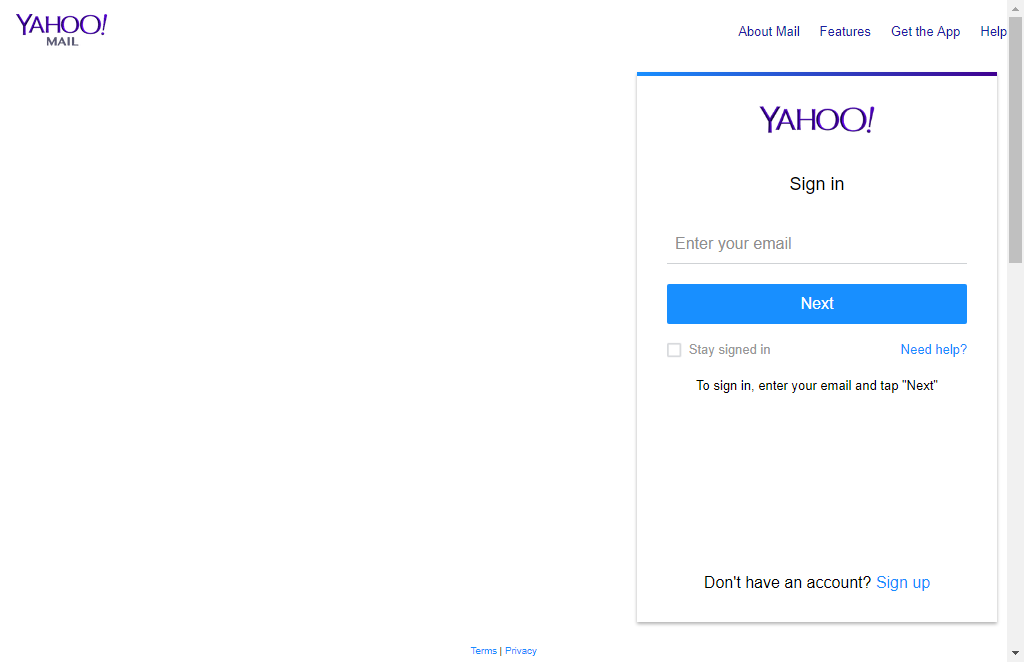 YAHOO!
MAIL
About Mail Features Get the App Help
YAHOO!
Sign in
Enter your email
Next
Stay signed in Need help?
To sign in, enter your email and tap "Next"
Don't have an account? Sign up
Terms | Privacy